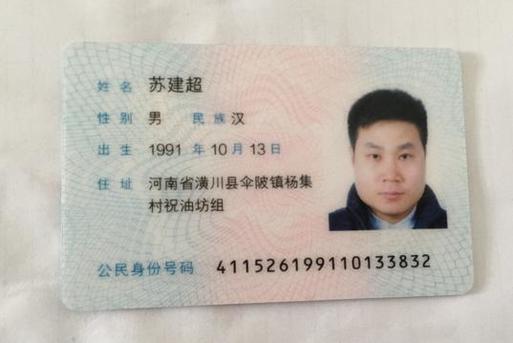 姓名 苏建超
性别 男 民族 汉
出生 1991 年 10 月 13 日
住址 河南省潢川县伞陂镇杨集
村祝油坊组
公民身份号码 411526199110133832